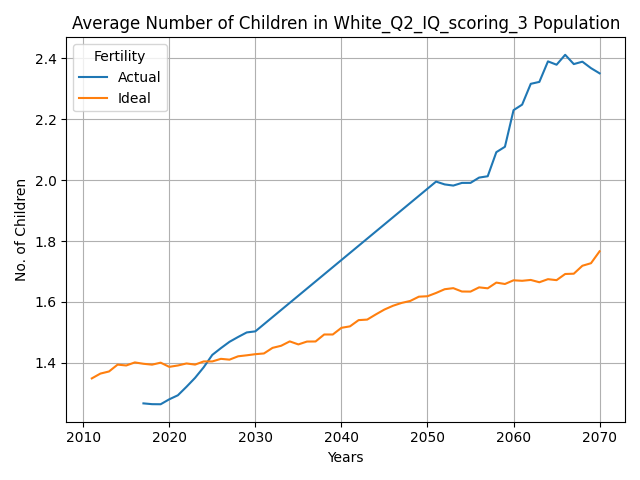 Average Number of Children in White_Q2_IQ_scoring_3 Population
Fertility
Actual
Ideal
No. of Children
2.4
2.2
2.0
1.8
1.6
1.4
2010 2020 2030 2040 2050 2060 2070
Years